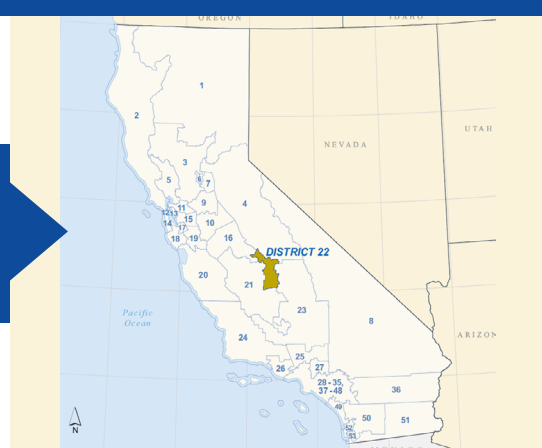 OREGON
IDAHO
1
2
UTAH
NEVADA
3
5
6
7
9
4
11
12
13
15
10
14
17
18
19
16
DISTRICT 22
20
21
23
Pacific
Ocean
8
24
ARIZON
25
26
27
28 - 35,
37 - 48
36
49
50
51
52
53
N